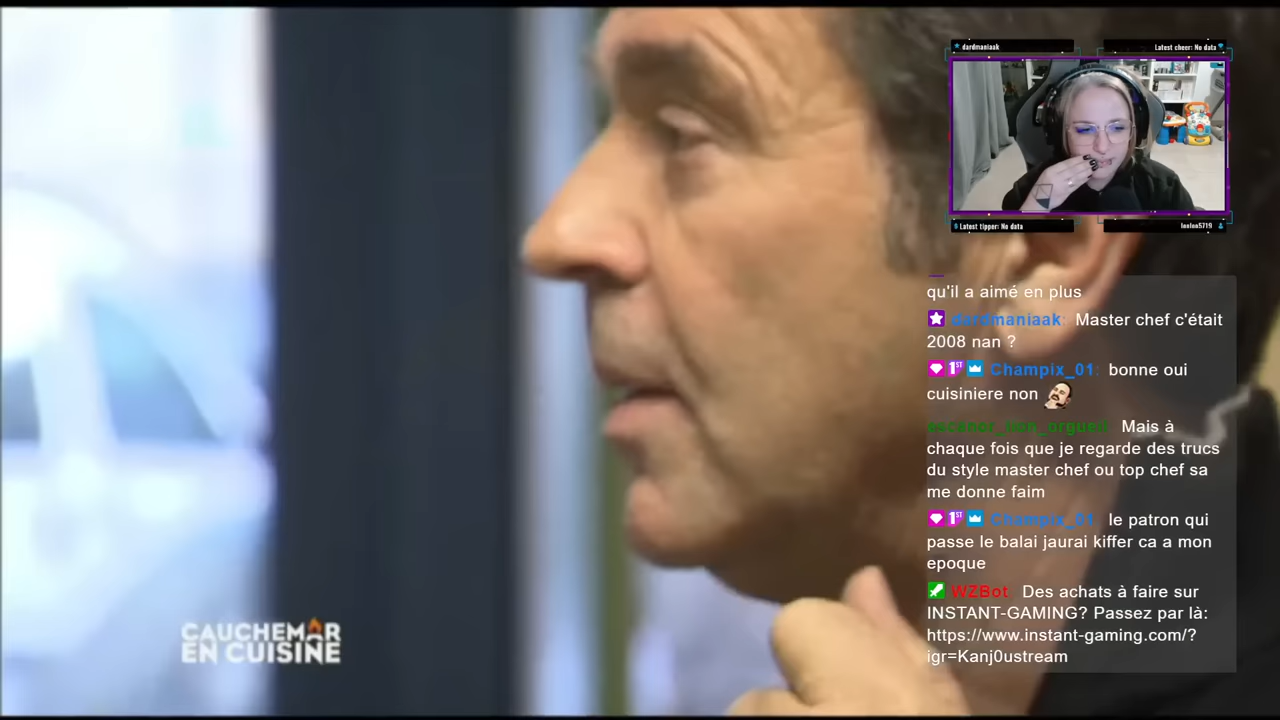 dardmaniaak
Latest cheer: No data
Latest tipper: No data
leolen5719
qu'il a aimé en plus
dardmaniaak: Master chef c'était
2008 nan ?
1ST Champix_01: bonne oui
cuisiniere non
escanor_lion_orgueil: Mais à
chaque fois que je regarde des trucs
du style master chef ou top chef sa
me donne faim
1ST Champix_01: le patron qui
passe le balai jaurai kiffer ca a mon
epoque
WZBot: Des achats à faire sur
INSTANT-GAMING? Passez par là:
https://www.instant-gaming.com/?
igr=Kanj0ustream
CAUCHEMAR
EN CUISINE